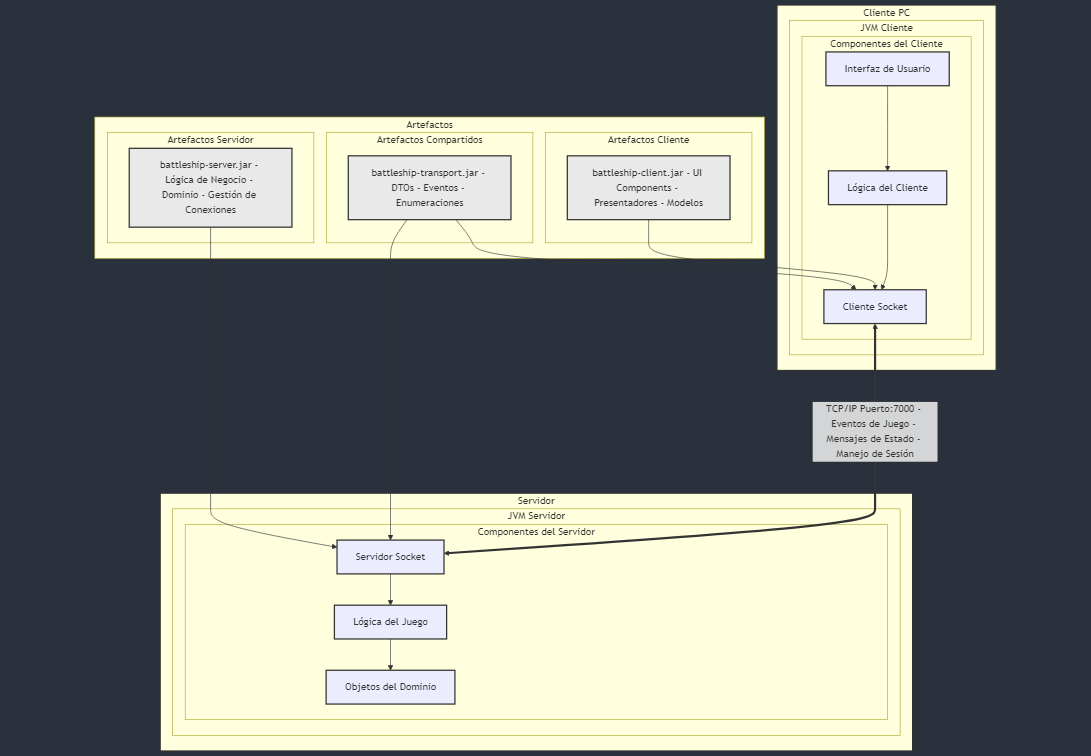 Cliente PC
JVM Cliente
Componentes del Cliente
Interfaz de Usuario
Lógica del Cliente
Cliente Socket
Artefactos
Artefactos Servidor
battleship-server.jar -
Lógica de Negocio -
Dominio - Gestión de
Conexiones
Artefactos Compartidos
battleship-transport.jar -
DTOs - Eventos -
Enumeraciones
Artefactos Cliente
battleship-client.jar - UI
Components -
Presentadores - Modelos
TCP/IP Puerto:7000 -
Eventos de Juego -
Mensajes de Estado -
Manejo de Sesión
Servidor
JVM Servidor
Componentes del Servidor
Servidor Socket
Lógica del Juego
Objetos del Dominio